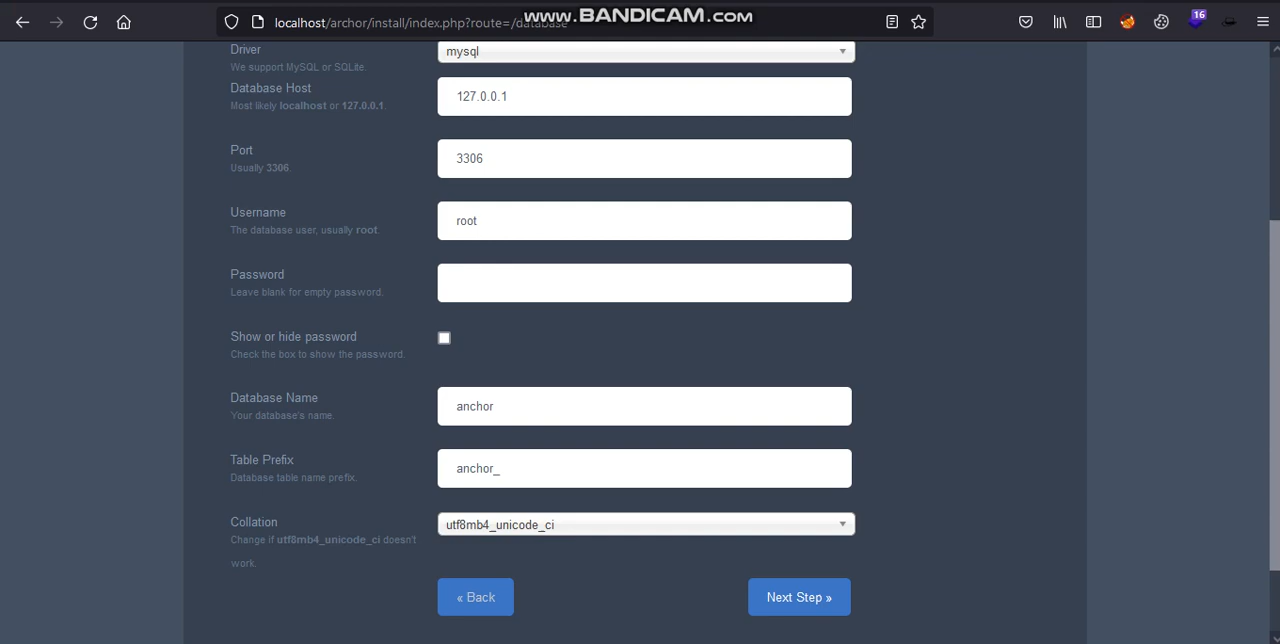 www.BANDICAM.com
localhost/archor/install/index.php?route=/database
16
Driver
mysql
We support MySQL or SQLite.
Database Host
Most likely localhost or 127.0.0.1.
127.0.0.1
Port
Usually 3306.
3306
Username
The database user, usually root.
root
Password
Leave blank for empty password.
Show or hide password
Check the box to show the password.
Database Name
Your database's name.
anchor
Table Prefix
Database table name prefix.
anchor_
Collation
Change if utf8mb4_unicode_ci doesn't
work.
utf8mb4_unicode_ci
« Back
Next Step »